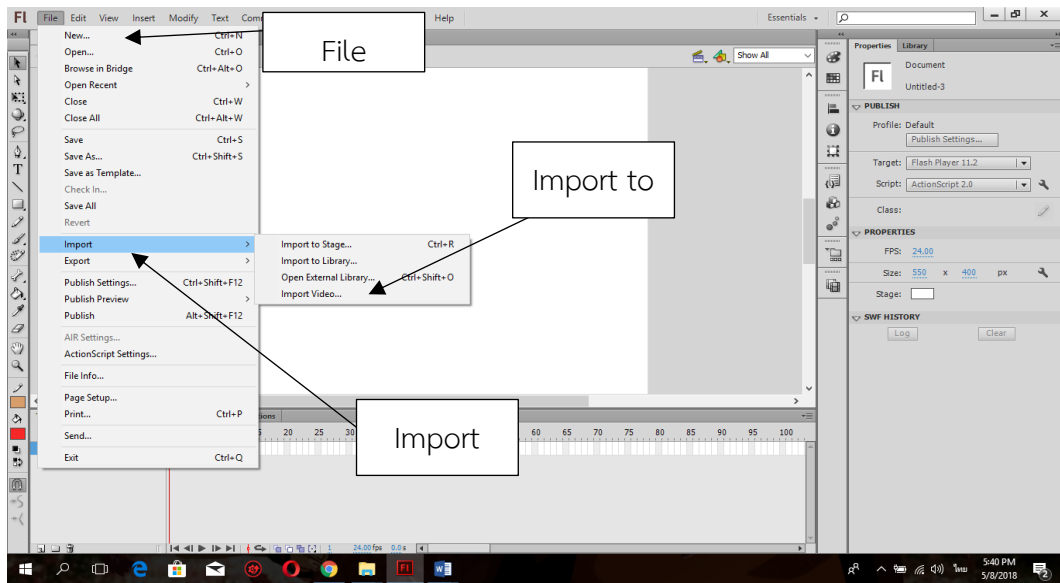 Fl File Edit View Insert Modify Text Com Help Essentials
New... Ctrl+N
Open... Ctrl+O
Browse in Bridge Ctrl+Alt+O
Open Recent
Close Ctrl+W
Close All Ctrl+Alt+W
Save Ctrl+S
Save As... Ctrl+Shift+S
Save as Template...
Check In...
Save All
Revert
Import
Export
Publish Settings... Ctrl+Shift+F12
Publish Preview
Publish Alt+Shift+F12
AIR Settings...
ActionScript Settings...
File Info...
Page Setup...
Print... Ctrl+P
Send...
Exit Ctrl+Q
File
Show All
Import to
Import to Stage... Ctrl+R
Import to Library...
Open External Library... Ctrl+Shift+O
Import Video...
Import
Properties Library
Fl
Document
Untitled-3
PUBLISH
Profile: Default
Publish Settings...
Target: Flash Player 11.2
Script: ActionScript 2.0
Class:
PROPERTIES
FPS: 24.00
Size: 550 x 400 px
Stage:
SWF HISTORY
Log Clear
ions
5 20 25 30 60 65 70 75 80 85 90 95 100
1 24.00 fps 0.0 s
Fl
ไทย
5:40 PM
5/8/2018
2